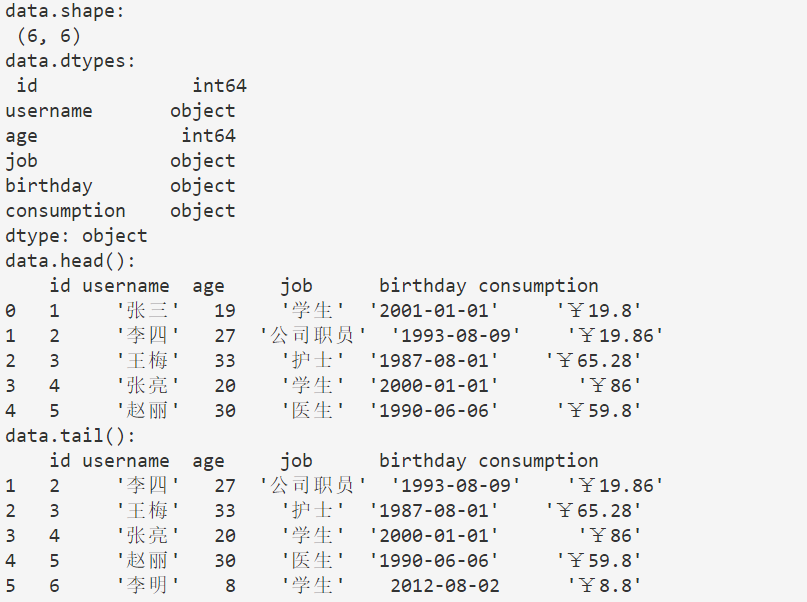 data.shape:
 (6, 6)
data.dtypes:
 id              int64
username       object
age             int64
job            object
birthday       object
consumption    object
dtype: object
data.head():
    id username  age     job      birthday consumption
0   1     '张三'   19    '学生'  '2001-01-01'     '￥19.8'
1   2     '李四'   27  '公司职员'  '1993-08-09'    '￥19.86'
2   3     '王梅'   33    '护士'  '1987-08-01'    '￥65.28'
3   4     '张亮'   20    '学生'  '2000-01-01'       '￥86'
4   5     '赵丽'   30    '医生'  '1990-06-06'     '￥59.8'
data.tail():
    id username  age     job      birthday consumption
1   2     '李四'   27  '公司职员'  '1993-08-09'    '￥19.86'
2   3     '王梅'   33    '护士'  '1987-08-01'    '￥65.28'
3   4     '张亮'   20    '学生'  '2000-01-01'       '￥86'
4   5     '赵丽'   30    '医生'  '1990-06-06'     '￥59.8'
5   6     '李明'    8    '学生'    2012-08-02      '￥8.8'